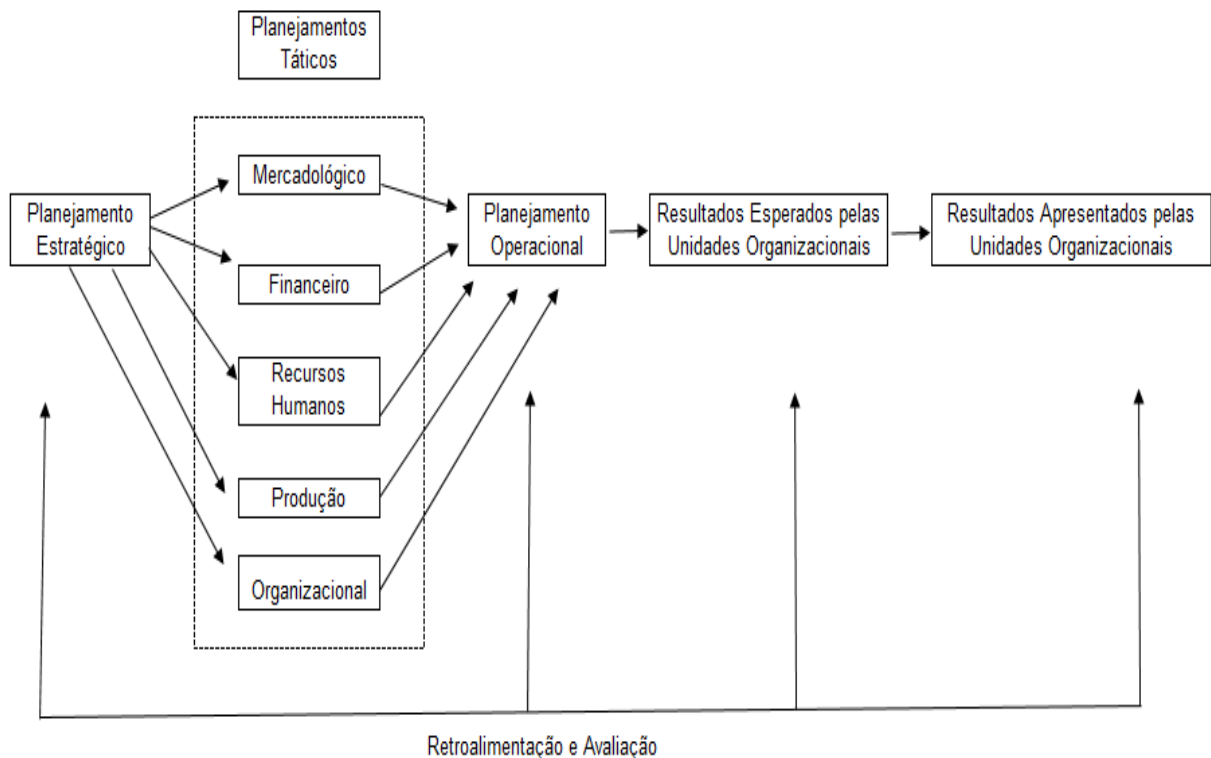 Planejamentos
Táticos
Mercadológico
Planejamento
Estratégico
Financeiro
Recursos
Humanos
Produção
Organizacional
Planejamento
Operacional
Resultados Esperados pelas
Unidades Organizacionais
Resultados Apresentados pelas
Unidades Organizacionais
Retroalimentação e Avaliação